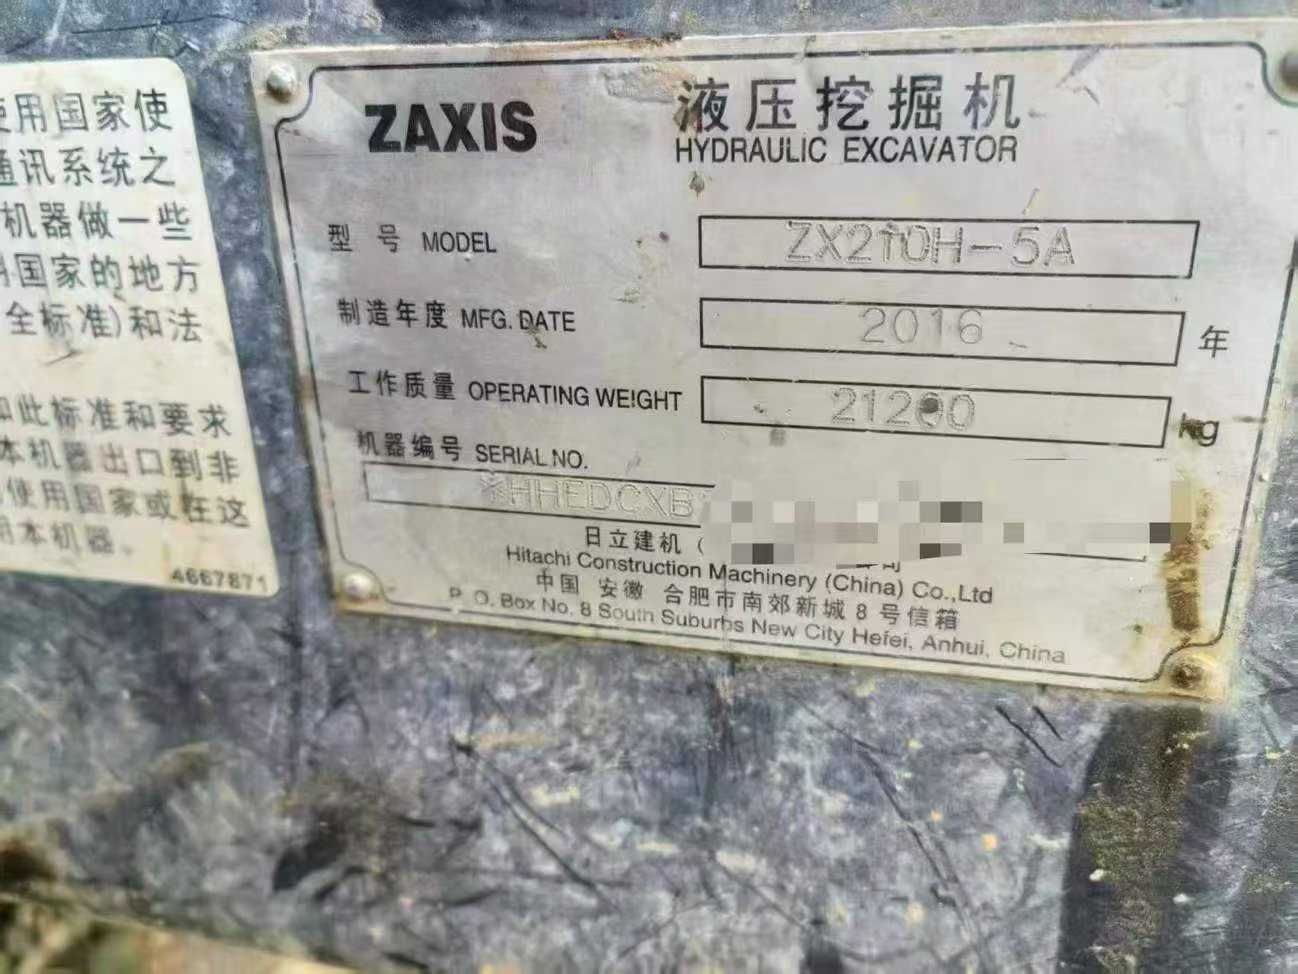 使用国家使
通讯系统之
机器做一些
国家的地方
全标准)和法
如此标准和要求
本机器出口到非
使用国家或在这
用本机器。
4667871
ZAXIS
液压挖掘机
HYDRAULIC EXCAVATOR
型号 MODEL ZX210H-5A
制造年度 MFG. DATE 2016 年
工作质量 OPERATING WEIGHT 21200 kg
机器编号 SERIAL NO.
*HHEDCXB
日立建机(
Hitachi Construction Machinery (China) Co.,Ltd
中国 安徽 合肥市南郊新城8号信箱
P. O. Box No. 8 South Suburbs New City Hefei, Anhui, China